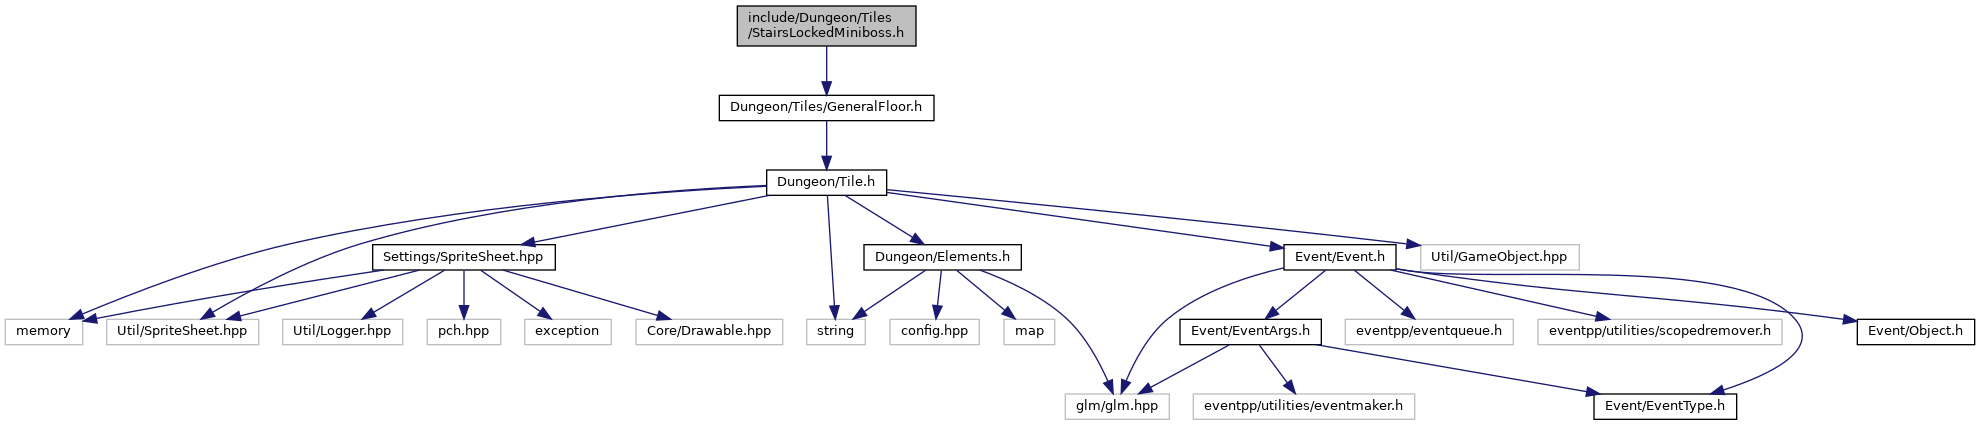 include/Dungeon/Tiles
/StairsLockedMiniboss.h
Dungeon/Tiles/GeneralFloor.h
Dungeon/Tile.h
Settings/SpriteSheet.hpp
Dungeon/Elements.h
Event/Event.h
Util/GameObject.hpp
memory
Util/SpriteSheet.hpp
Util/Logger.hpp
pch.hpp
exception
Core/Drawable.hpp
string
config.hpp
map
Event/EventArgs.h
eventpp/eventqueue.h
eventpp/utilities/scopedremover.h
Event/Object.h
glm/glm.hpp
eventpp/utilities/eventmaker.h
Event/EventType.h